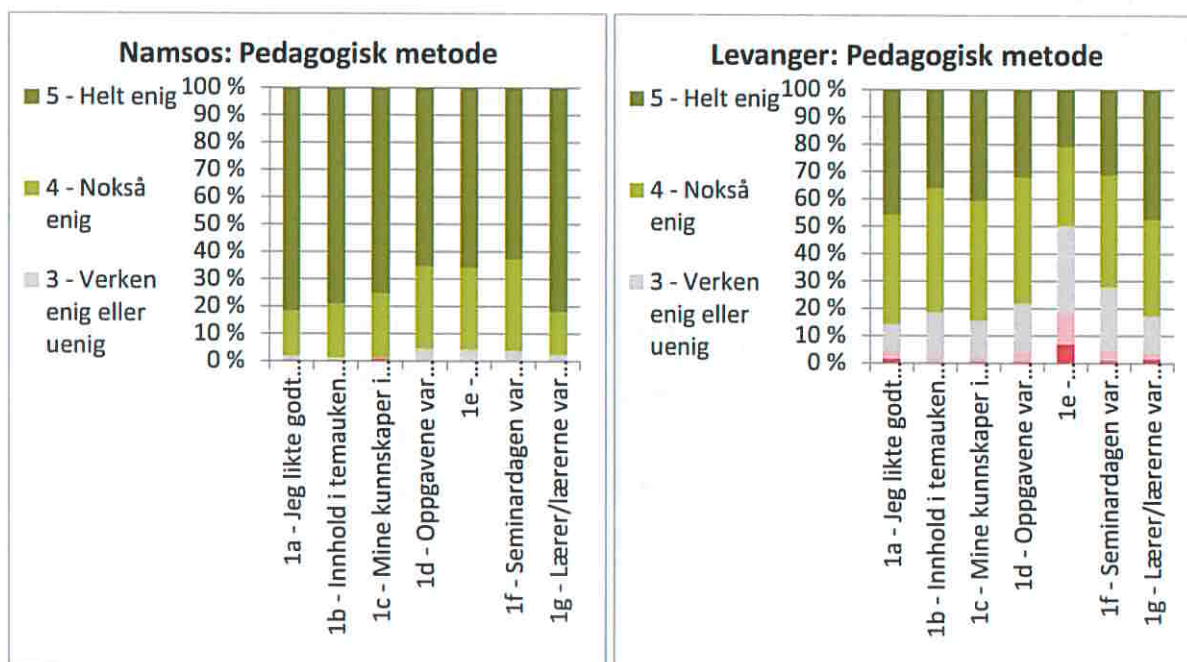 Namsos: Pedagogisk metode
5 - Helt enig
4 - Nokså
enig
3 - Verken
enig eller
uenig
100 %
90 %
80 %
70 %
60 %
50 %
40 %
30 %
20 %
10 %
0 %
1a - Jeg likte godt...
1b - Innhold i temauken...
1c - Mine kunnskaper i...
1d - Oppgavene var...
1e -...
1f - Seminardagen var...
1g - Lærer/lærerne var...
Levanger: Pedagogisk metode
5 - Helt enig
4 - Nokså
enig
3 - Verken
enig eller
uenig
100 %
90 %
80 %
70 %
60 %
50 %
40 %
30 %
20 %
10 %
0 %
1a - Jeg likte godt...
1b - Innhold i temauken...
1c - Mine kunnskaper i...
1d - Oppgavene var...
1e -...
1f - Seminardagen var...
1g - Lærer/lærerne var...